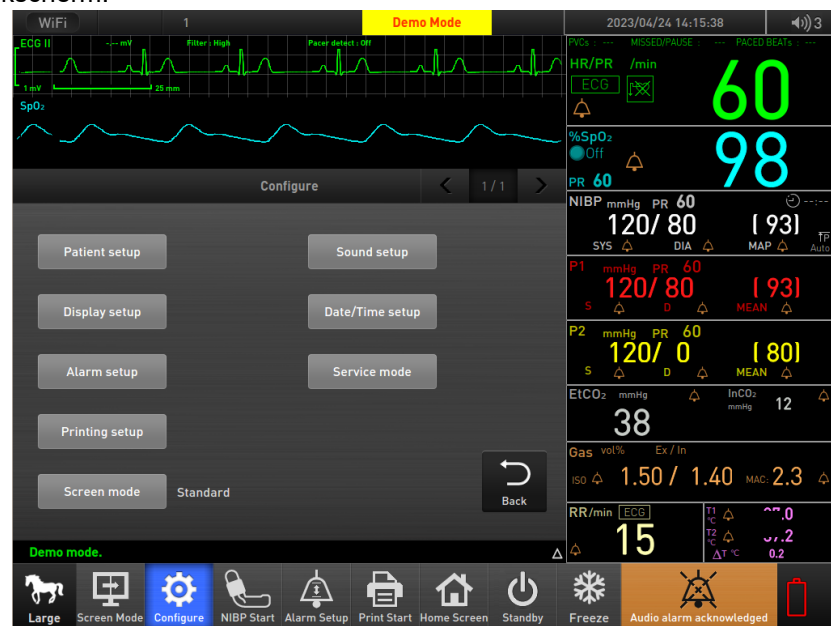 WiFi 1 Demo Mode 2023/04/24 14:15:38 3
ECG II -.-- mV Filter : High Pacer detect : Off
1 mV 25 mm
SpO₂
PVCs : --- MISSED/PAUSE : --- PACED BEATs : ---
HR/PR /min
ECG
60
%SpO₂
Off
PR 60
98
NIBP mmHg PR 60 --:--
120/ 80 ( 93)
SYS DIA MAP
Auto
P1 mmHg PR 60
120/ 80 ( 93)
S D MEAN
P2 mmHg PR 60
120/ 0 ( 80)
S D MEAN
EtCO₂ mmHg
38
InCO₂
mmHg 12
Gas vol% Ex / In
ISO 1.50 / 1.40 MAC: 2.3
RR/min ECG
15
T1
°C
T2
°C
ΔT °C 0.2
Configure 1 / 1
Patient setup Sound setup
Display setup Date/Time setup
Alarm setup Service mode
Printing setup
Screen mode Standard
Back
Demo mode.
Large Screen Mode Configure NIBP Start Alarm Setup Print Start Home Screen Standby Freeze Audio alarm acknowledged